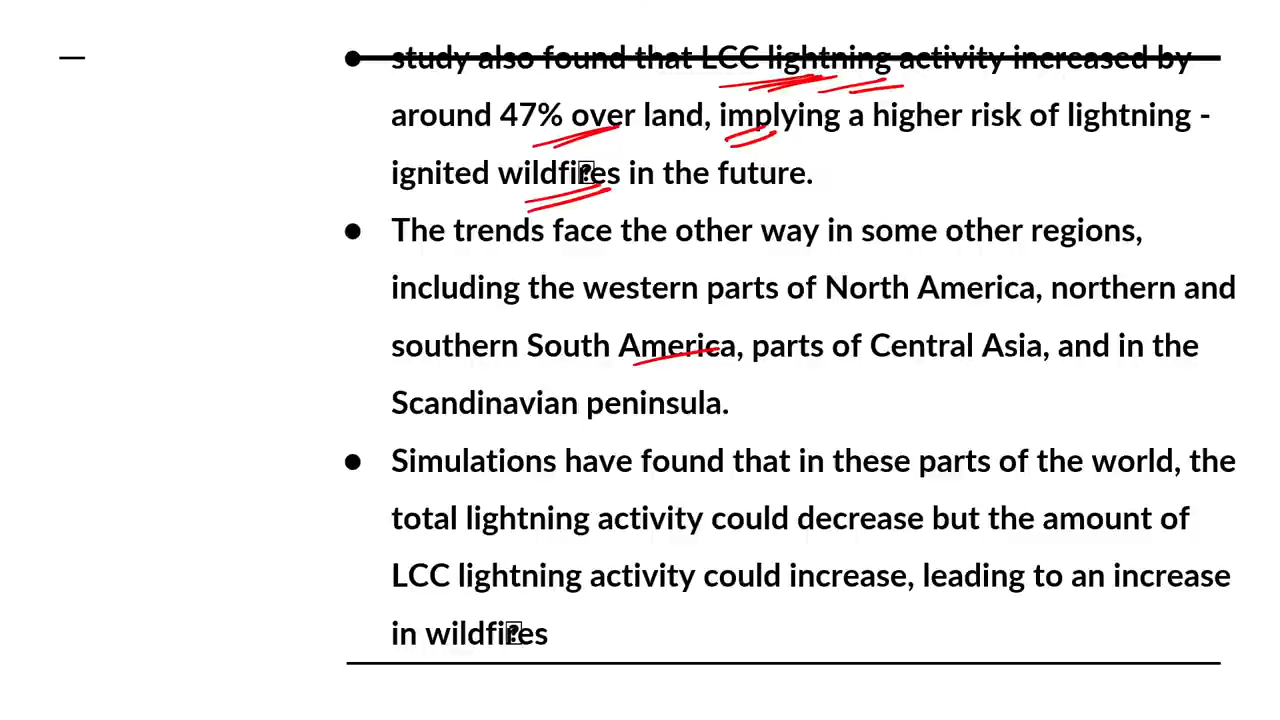 ● study also found that LCC lightning activity increased by
around 47% over land, implying a higher risk of lightning -
ignited wildfires in the future.
● The trends face the other way in some other regions,
including the western parts of North America, northern and
southern South America, parts of Central Asia, and in the
Scandinavian peninsula.
● Simulations have found that in these parts of the world, the
total lightning activity could decrease but the amount of
LCC lightning activity could increase, leading to an increase
in wildfires